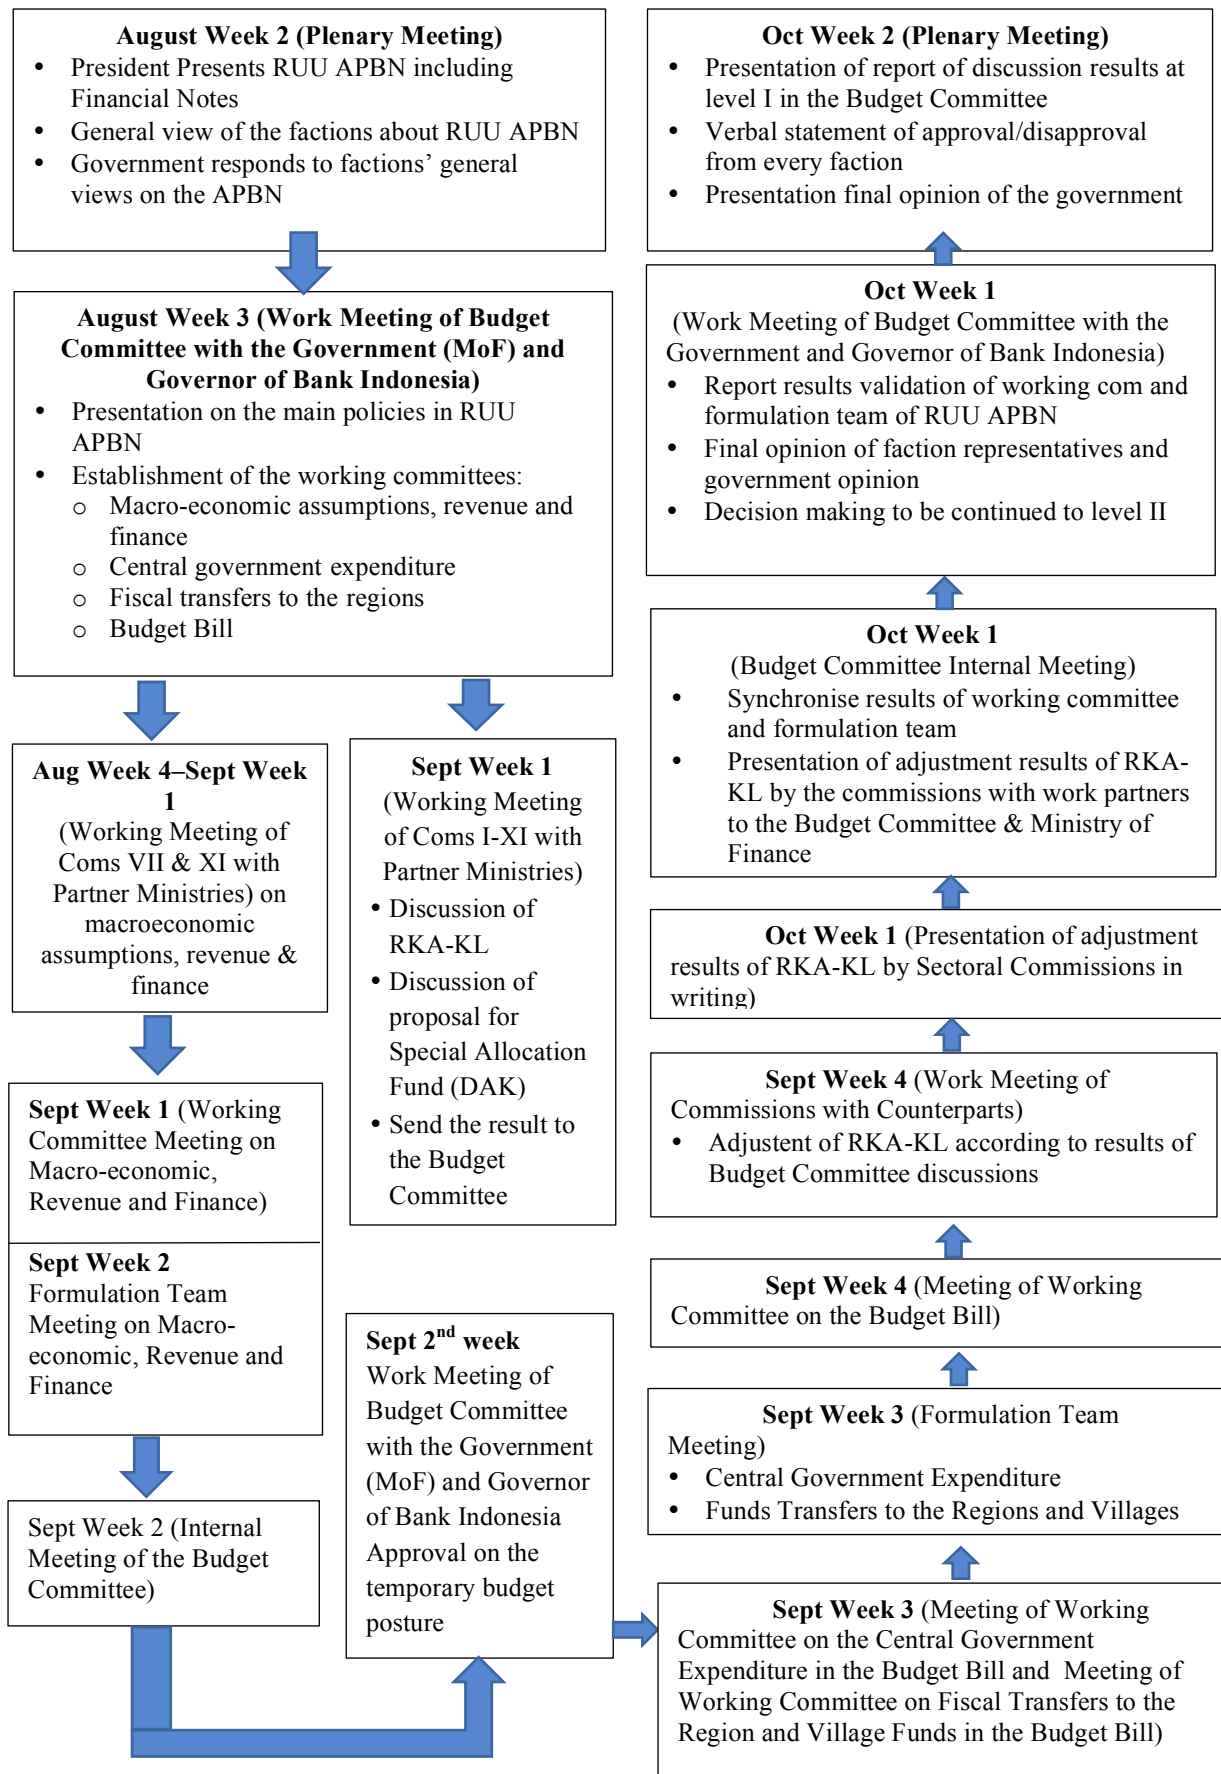 August Week 2 (Plenary Meeting)
• President Presents RUU APBN including
Financial Notes
• General view of the factions about RUU APBN
• Government responds to factions’ general
views on the APBN
August Week 3 (Work Meeting of Budget
Committee with the Government (MoF) and
Governor of Bank Indonesia)
• Presentation on the main policies in RUU
APBN
• Establishment of the working committees:
o Macro-economic assumptions, revenue and
finance
o Central government expenditure
o Fiscal transfers to the regions
o Budget Bill
Aug Week 4–Sept Week
1
(Working Meeting of
Coms VII & XI with
Partner Ministries) on
macroeconomic
assumptions, revenue &
finance
Sept Week 1
(Working Meeting
of Coms I-XI with
Partner Ministries)
• Discussion of
RKA-KL
• Discussion of
proposal for
Special Allocation
Fund (DAK)
• Send the result to
the Budget
Committee
Sept Week 1 (Working
Committee Meeting on
Macro-economic,
Revenue and Finance)
Sept Week 2
Formulation Team
Meeting on Macro-
economic, Revenue and
Finance
Sept Week 2 (Internal
Meeting of the Budget
Committee)
Sept 2nd week
Work Meeting of
Budget Committee
with the Government
(MoF) and Governor
of Bank Indonesia
Approval on the
temporary budget
posture
Sept Week 3 (Meeting of Working
Committee on the Central Government
Expenditure in the Budget Bill and Meeting of
Working Committee on Fiscal Transfers to the
Region and Village Funds in the Budget Bill)
Sept Week 3 (Formulation Team
Meeting)
• Central Government Expenditure
• Funds Transfers to the Regions and Villages
Sept Week 4 (Meeting of Working
Committee on the Budget Bill)
Sept Week 4 (Work Meeting of
Commissions with Counterparts)
• Adjustent of RKA-KL according to results of
Budget Committee discussions
Oct Week 1 (Presentation of adjustment
results of RKA-KL by Sectoral Commissions in
writing)
Oct Week 1
(Budget Committee Internal Meeting)
• Synchronise results of working committee
and formulation team
• Presentation of adjustment results of RKA-
KL by the commissions with work partners
to the Budget Committee & Ministry of
Finance
Oct Week 1
(Work Meeting of Budget Committee with the
Government and Governor of Bank Indonesia)
• Report results validation of working com and
formulation team of RUU APBN
• Final opinion of faction representatives and
government opinion
• Decision making to be continued to level II
Oct Week 2 (Plenary Meeting)
• Presentation of report of discussion results at
level I in the Budget Committee
• Verbal statement of approval/disapproval
from every faction
• Presentation final opinion of the government